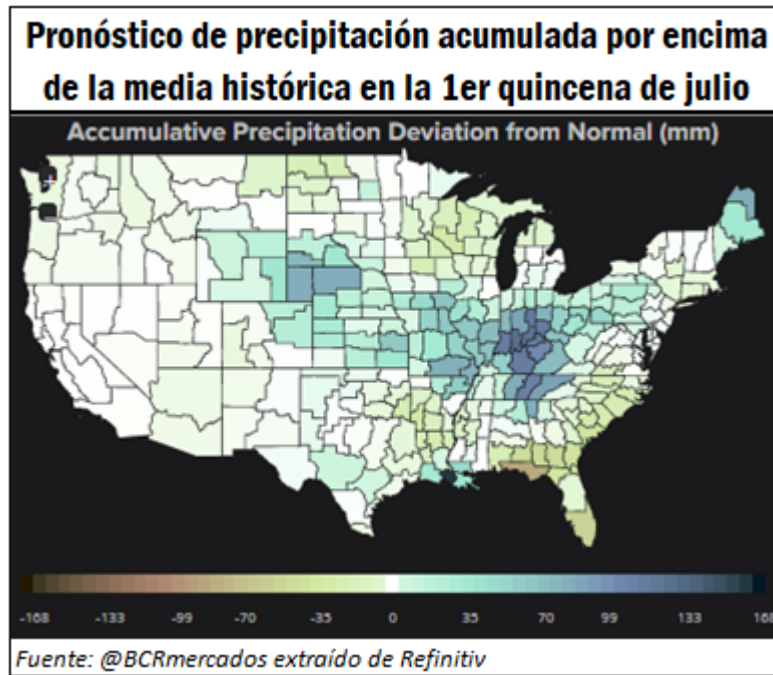 Pronóstico de precipitación acumulada por encima
de la media histórica en la 1er quincena de julio
Accumulative Precipitation Deviation from Normal (mm)
-168 -133 -99 -70 -35 0 35 70 99 133 168
Fuente: @BCRmercados extraído de Refinitiv